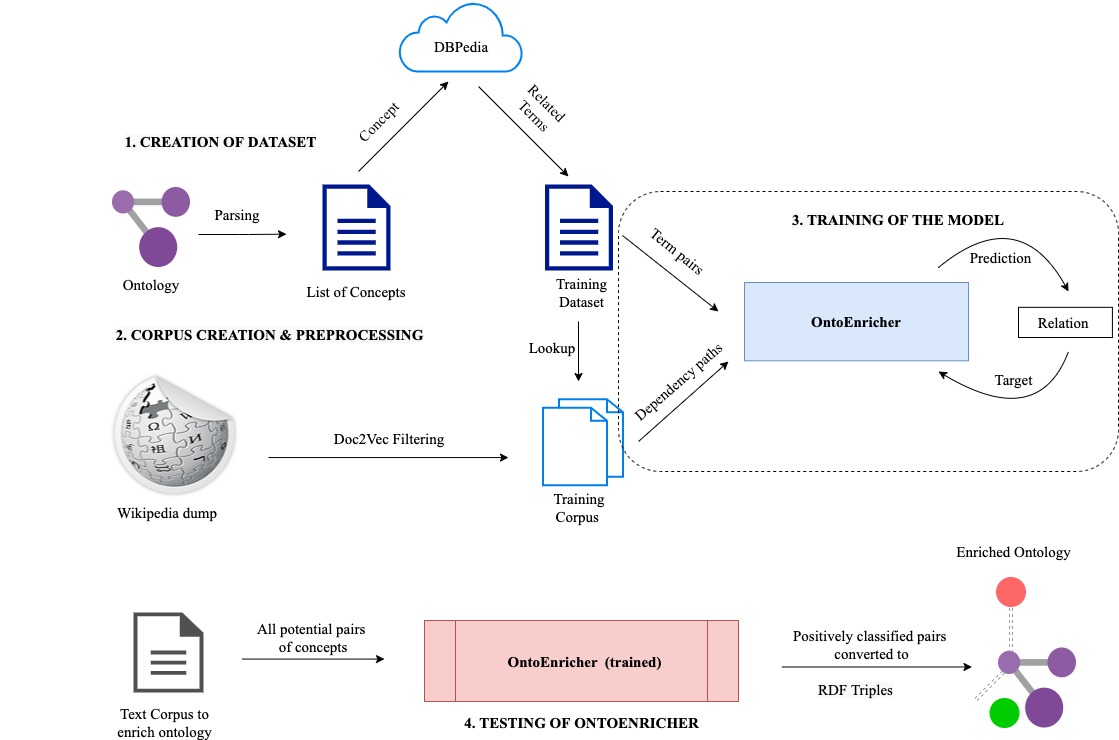 DBPedia
Concept
Related
Terms
1. CREATION OF DATASET
Parsing
Ontology
List of Concepts
Training
Dataset
3. TRAINING OF THE MODEL
Term pairs
Prediction
OntoEnricher
Relation
Target
2. CORPUS CREATION & PREPROCESSING
Lookup
Dependency paths
Doc2Vec Filtering
Wikipedia dump
Training
Corpus
Enriched Ontology
All potential pairs
of concepts
OntoEnricher (trained)
Positively classified pairs
converted to
RDF Triples
Text Corpus to
enrich ontology
4. TESTING OF ONTOENRICHER